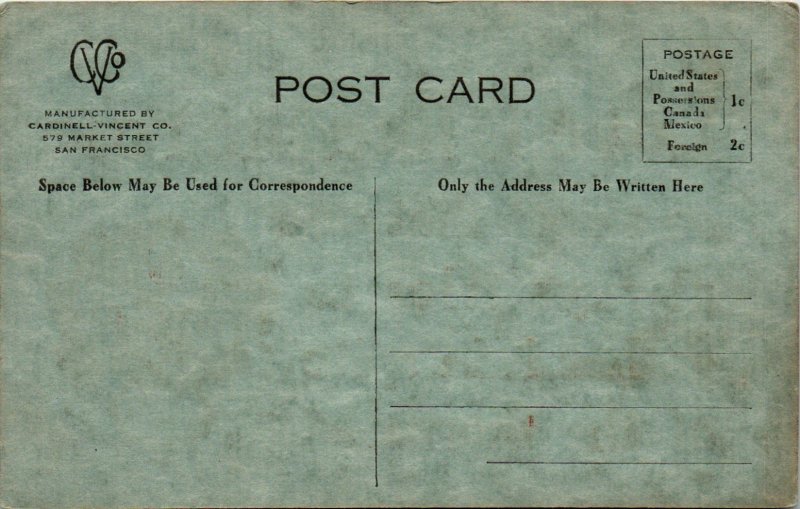 CVCo
MANUFACTURED BY
CARDINELL-VINCENT CO.
579 MARKET STREET
SAN FRANCISCO
POST CARD
POSTAGE
United States
and
Possessions
Canada
Mexico
1c
Foreign 2c
Space Below May Be Used for Correspondence
Only the Address May Be Written Here